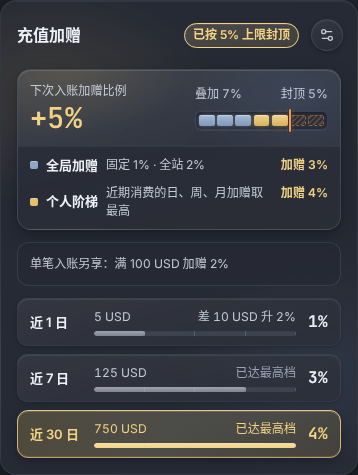 充值加赠
已按 5% 上限封顶
下次入账加赠比例
+5%
叠加 7%
封顶 5%
全局加赠 固定 1% · 全站 2% 加赠 3%
个人阶梯 近期消费的日、周、月加赠取
最高
加赠 4%
单笔入账另享：满 100 USD 加赠 2%
近 1 日 5 USD 差 10 USD 升 2% 1%
近 7 日 125 USD 已达最高档 3%
近 30 日 750 USD 已达最高档 4%